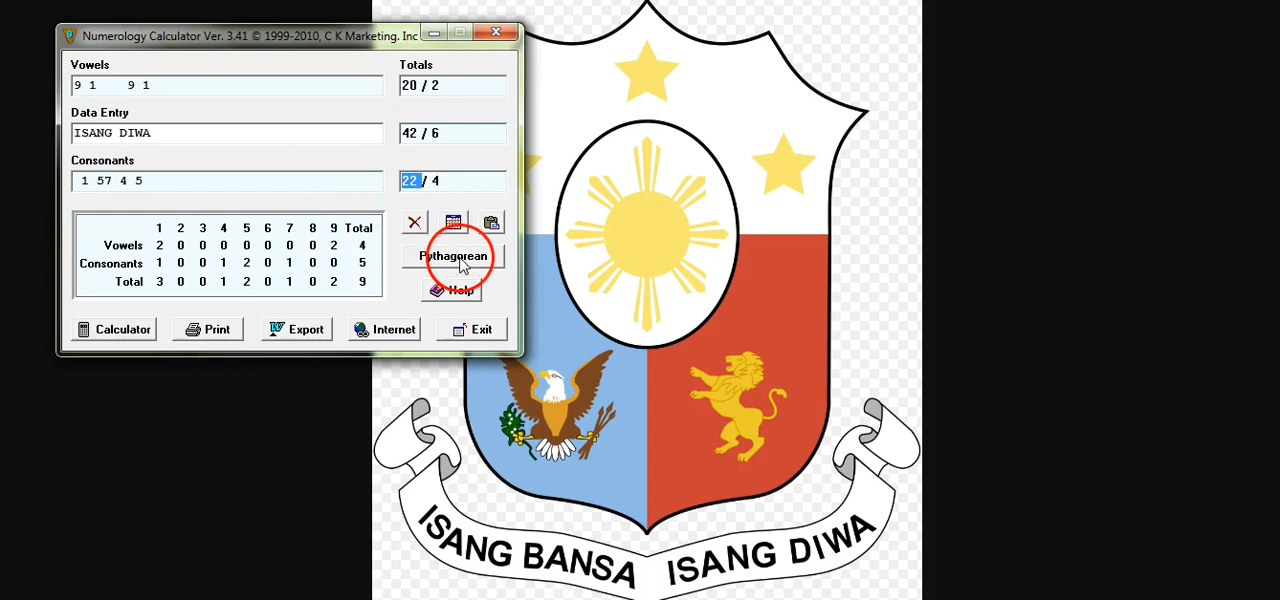 Numerology Calculator Ver. 3.41 © 1999-2010, C K Marketing. Inc
Vowels Totals
9 1 9 1 20 / 2
Data Entry
ISANG DIWA 42 / 6
Consonants
1 57 4 5 22 / 4
1 2 3 4 5 6 7 8 9 Total
Vowels 2 0 0 0 0 0 0 0 2 4
Consonants 1 0 0 1 2 0 1 0 0 5
Total 3 0 0 1 2 0 1 0 2 9
Pythagorean
Help
Calculator Print Export Internet Exit
ISANG BANSA ISANG DIWA